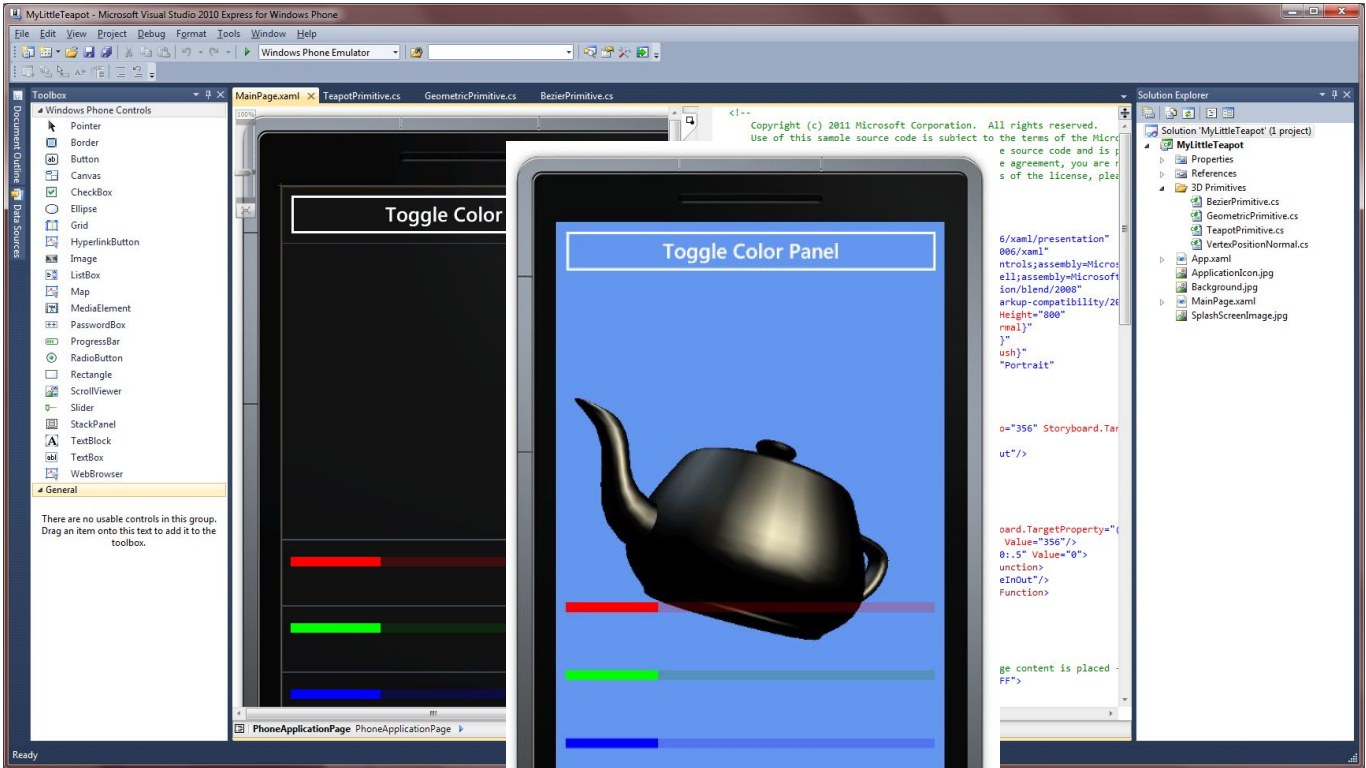 MyLittleTeapot - Microsoft Visual Studio 2010 Express for Windows Phone
File Edit View Project Debug Format Tools Window Help
Windows Phone Emulator
Document Outline
Data Sources
Toolbox
Windows Phone Controls
Pointer
Border
Button
Canvas
CheckBox
Ellipse
Grid
HyperlinkButton
Image
ListBox
Map
MediaElement
PasswordBox
ProgressBar
RadioButton
Rectangle
ScrollViewer
Slider
StackPanel
TextBlock
TextBox
WebBrowser
General
There are no usable controls in this group.
Drag an item onto this text to add it to the
toolbox.
MainPage.xaml TeapotPrimitive.cs GeometricPrimitive.cs BezierPrimitive.cs
100%
Toggle Color
Toggle Color Panel
<!--
Copyright (c) 2011 Microsoft Corporation. All rights reserved.
Use of this sample source code is subject to the terms of the Micro
e source code and is p
e agreement, you are n
s of the license, plea
6/xaml/presentation"
006/xaml"
ntrols;assembly=Micros
ell;assembly=Microsoft
ion/blend/2008"
arkup-compatibility/20
Height="800"
rmal}"
}"
ush}"
"Portrait"
o="356" Storyboard.Tar
ut"/>
oard.TargetProperty="(
Value="356"/>
0:.5" Value="0">
unction>
eInOut"/>
Function>
ge content is placed -
FF">
PhoneApplicationPage PhoneApplicationPage
Solution Explorer
Solution 'MyLittleTeapot' (1 project)
MyLittleTeapot
Properties
References
3D Primitives
BezierPrimitive.cs
GeometricPrimitive.cs
TeapotPrimitive.cs
VertexPositionNormal.cs
App.xaml
ApplicationIcon.jpg
Background.jpg
MainPage.xaml
SplashScreenImage.jpg
Ready